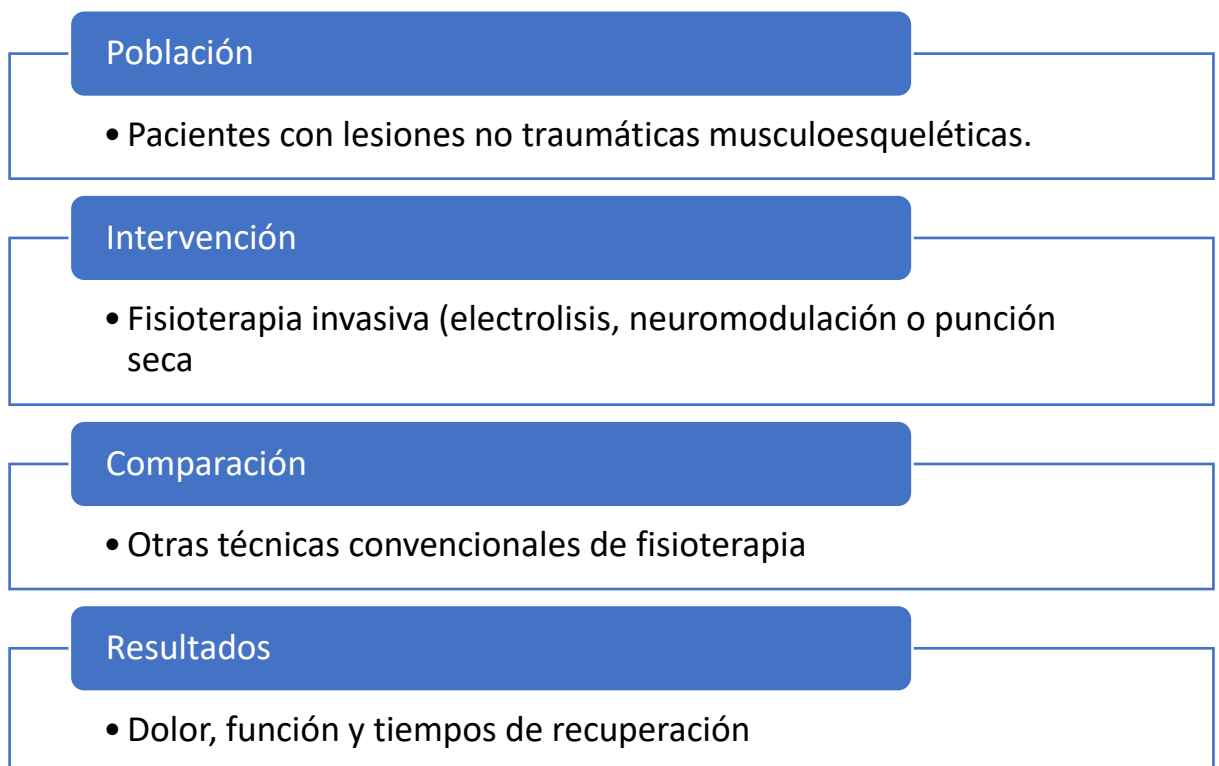 Población
• Pacientes con lesiones no traumáticas musculoesqueléticas.
Intervención
• Fisioterapia invasiva (electrolisis, neuromodulación o punción
seca
Comparación
• Otras técnicas convencionales de fisioterapia
Resultados
• Dolor, función y tiempos de recuperación